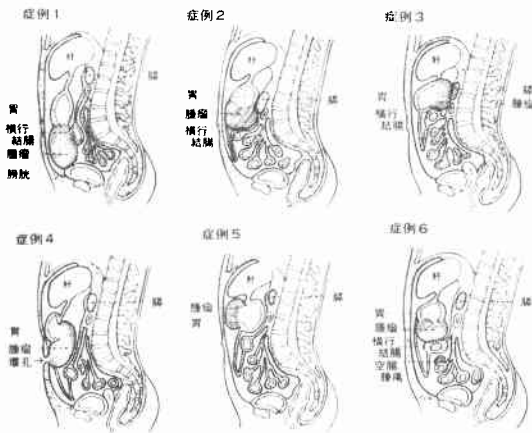 症例1
肝
胃
横行
結腸
腫瘤
膀胱
膵
症例2
肝
胃
腫瘤
横行
結腸
膵
症例3
肝
胃
横行
結腸
膵
腫瘤
症例4
肝
胃
腫瘤
瘻孔
膵
症例5
肝
腫瘤
胃
膵
症例6
肝
胃
腫瘤
横行
結腸
空腸
腫瘍
膵